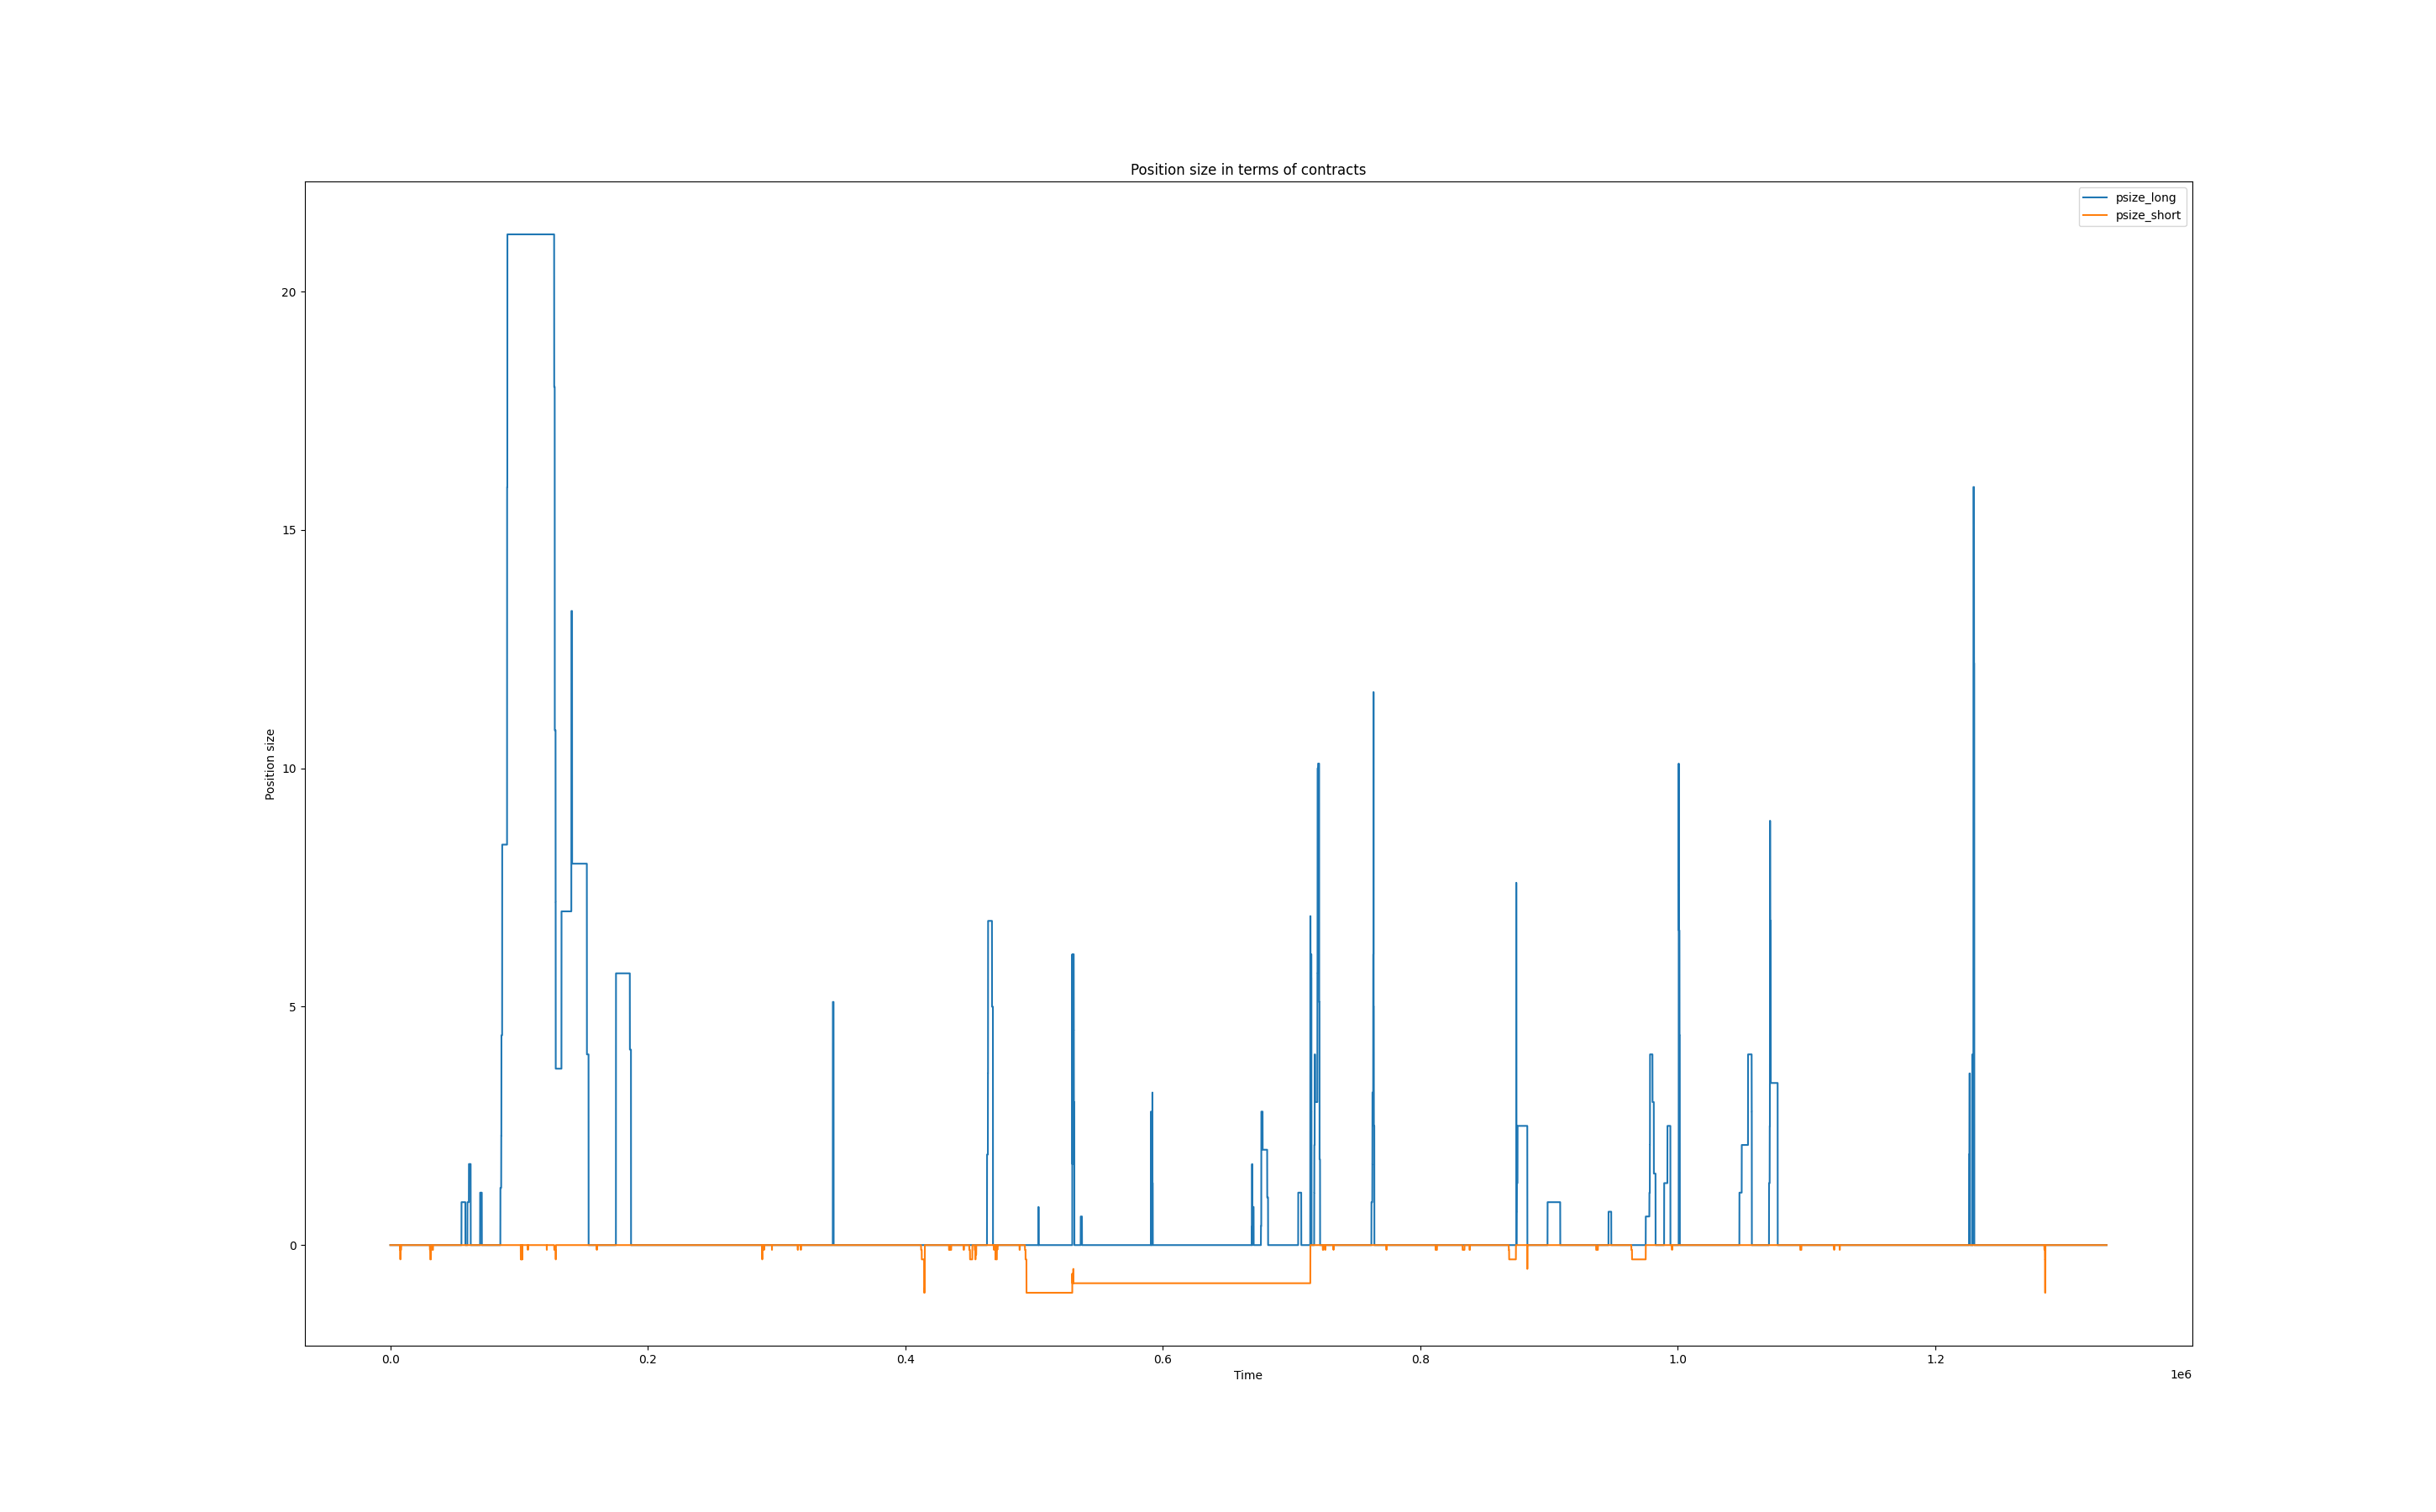 Position size in terms of contracts
psize_long
psize_short
20
15
10
5
0
Position size
0.0 0.2 0.4 0.6 0.8 1.0 1.2
Time
1e6